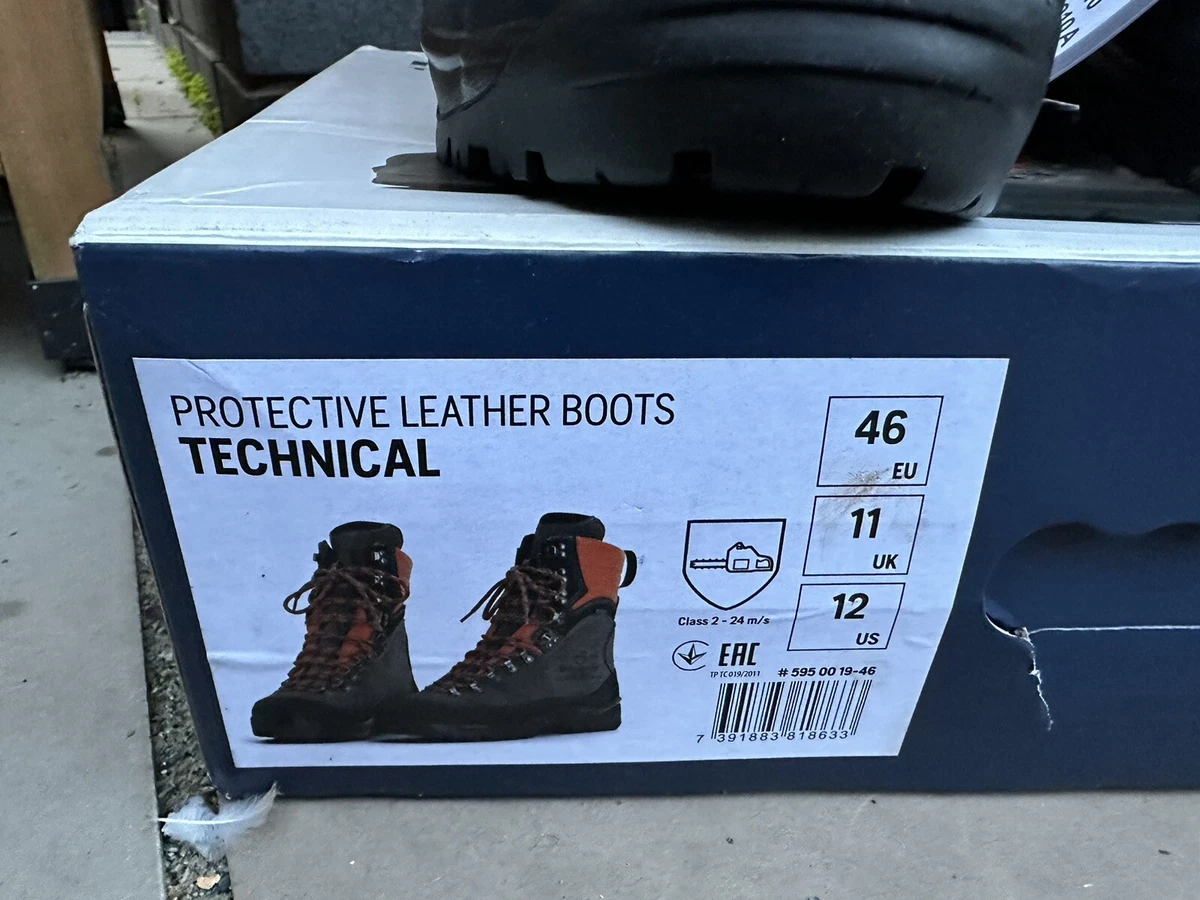 PROTECTIVE LEATHER BOOTS
TECHNICAL
46
EU
11
UK
12
US
Class 2 - 24 m/s
EAC
TP TC 019/2011
# 595 00 19-46
7 391883 818633